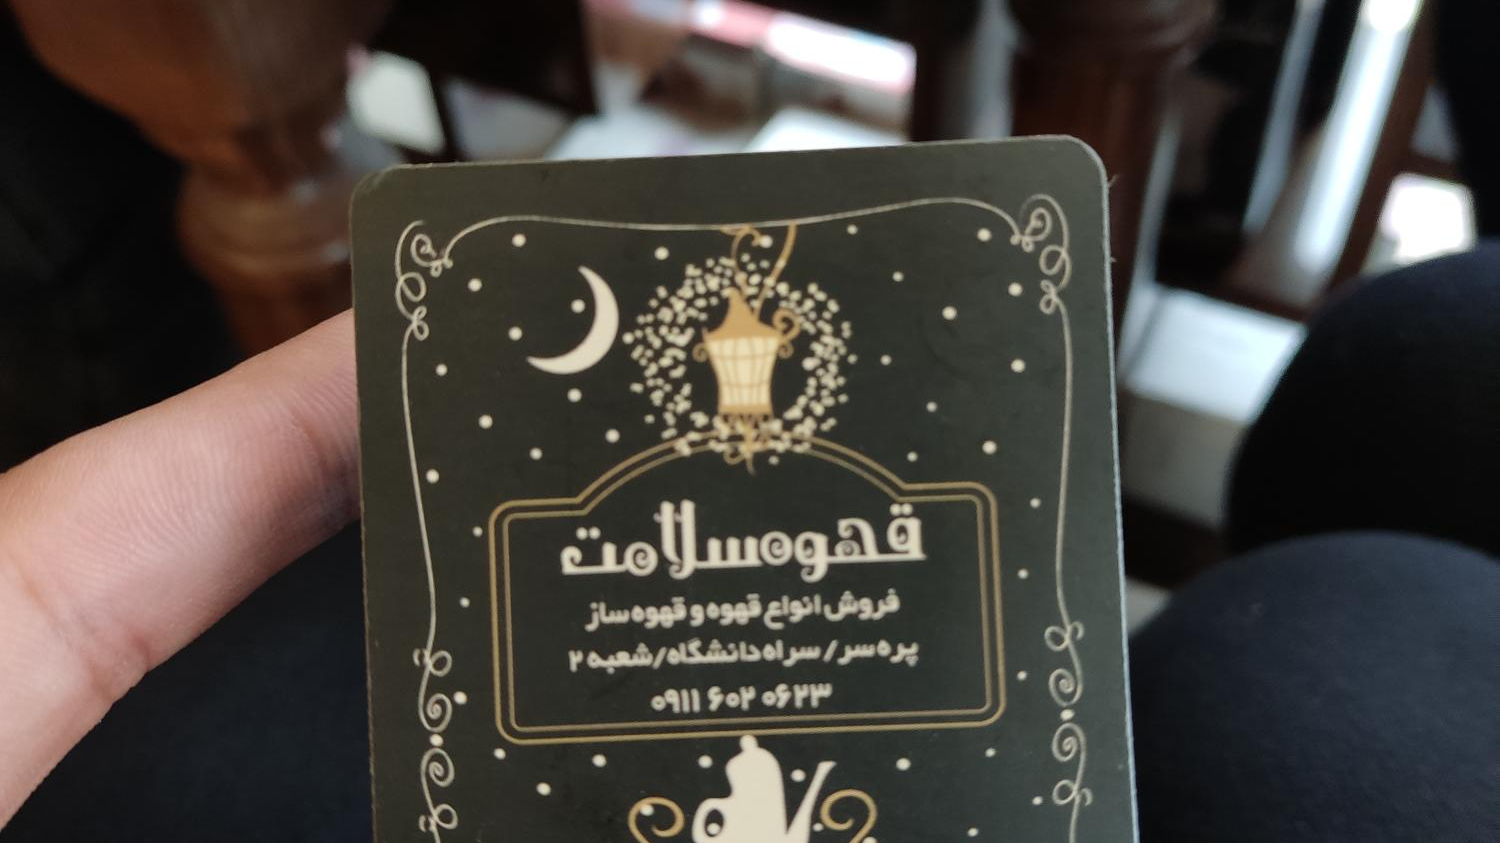 قهوه سلامت
فروش انواع قهوه و قهوه ساز
پره سر / سراه دانشگاه / شعبه ۲
۰۹۱۱ ۶۰۲ ۰۶۲۳